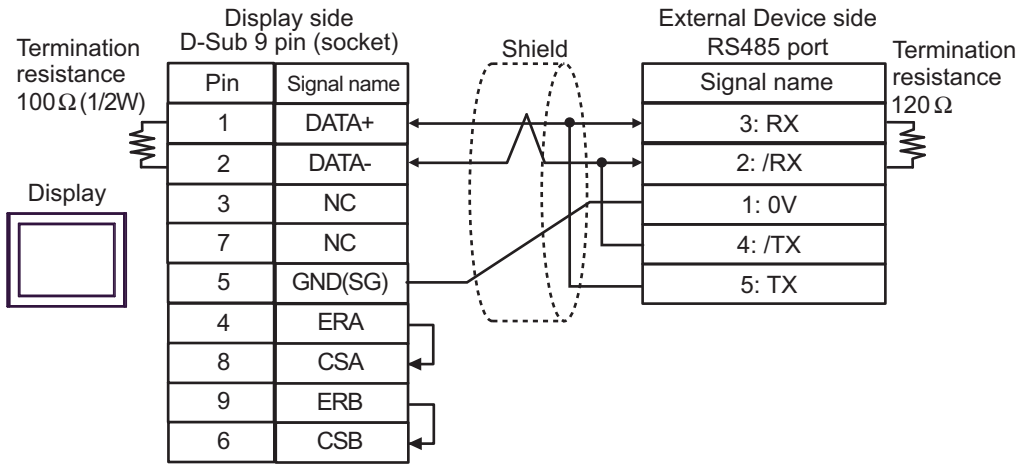 Display side
D-Sub 9 pin (socket)
Termination
resistance
100Ω(1/2W)
Display
Pin Signal name
1 DATA+
2 DATA-
3 NC
7 NC
5 GND(SG)
4 ERA
8 CSA
9 ERB
6 CSB
Shield
External Device side
RS485 port
Signal name
3: RX
2: /RX
1: 0V
4: /TX
5: TX
Termination
resistance
120Ω